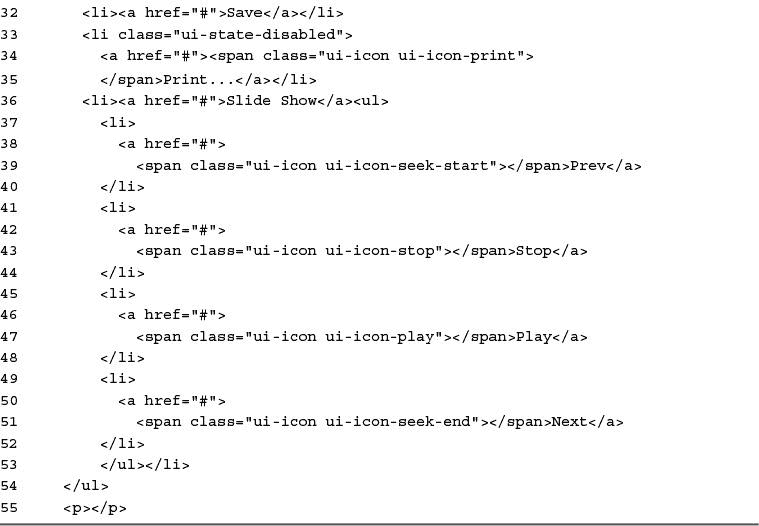 32       <li><a href="#">Save</a></li>
33       <li class="ui-state-disabled">
34         <a href="#"><span class="ui-icon ui-icon-print">
35         </span>Print...</a></li>
36       <li><a href="#">Slide Show</a><ul>
37         <li>
38           <a href="#">
39             <span class="ui-icon ui-icon-seek-start"></span>Prev</a>
40         </li>
41         <li>
42           <a href="#">
43             <span class="ui-icon ui-icon-stop"></span>Stop</a>
44         </li>
45         <li>
46           <a href="#">
47             <span class="ui-icon ui-icon-play"></span>Play</a>
48         </li>
49         <li>
50           <a href="#">
51             <span class="ui-icon ui-icon-seek-end"></span>Next</a>
52         </li>
53         </ul></li>
54     </ul>
55     <p></p>